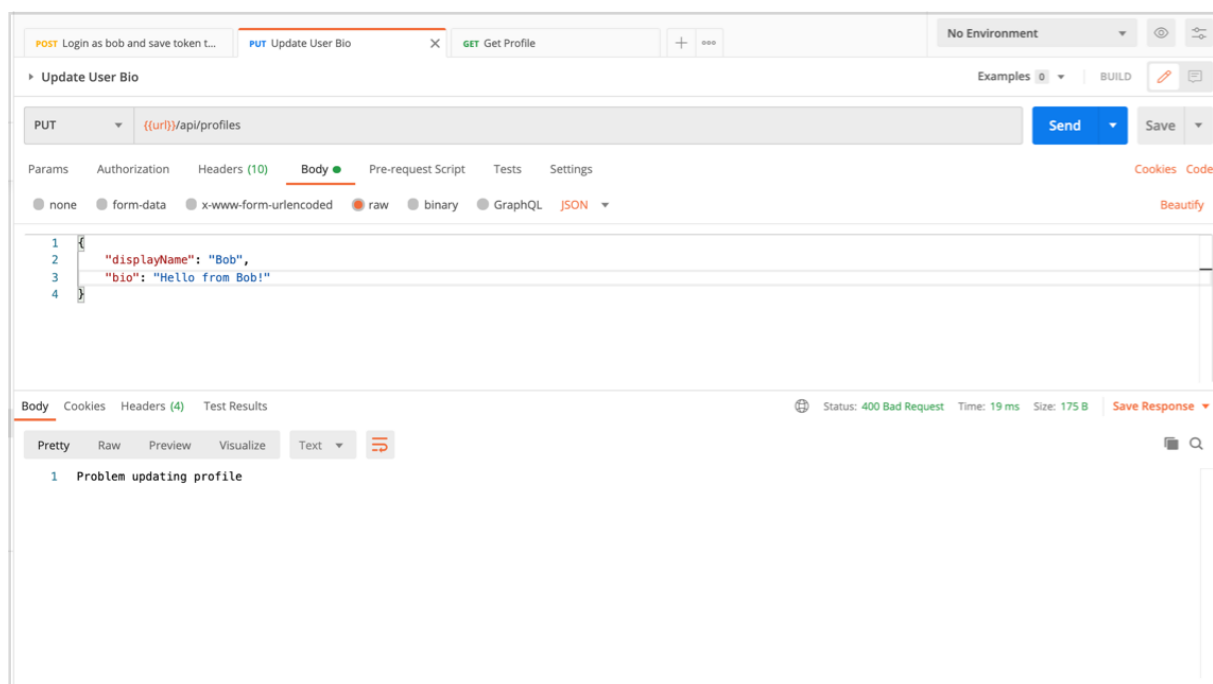 POST Login as bob and save token t...
PUT Update User Bio
GET Get Profile
No Environment
Update User Bio
Examples 0
BUILD
PUT
{{url}}/api/profiles
Send
Save
Params Authorization Headers (10) Body Pre-request Script Tests Settings
Cookies Code
none form-data x-www-form-urlencoded raw binary GraphQL JSON
Beautify
1 {
2 "displayName": "Bob",
3 "bio": "Hello from Bob!"
4 }
Body Cookies Headers (4) Test Results
Status: 400 Bad Request Time: 19 ms Size: 175 B Save Response
Pretty Raw Preview Visualize Text
1 Problem updating profile